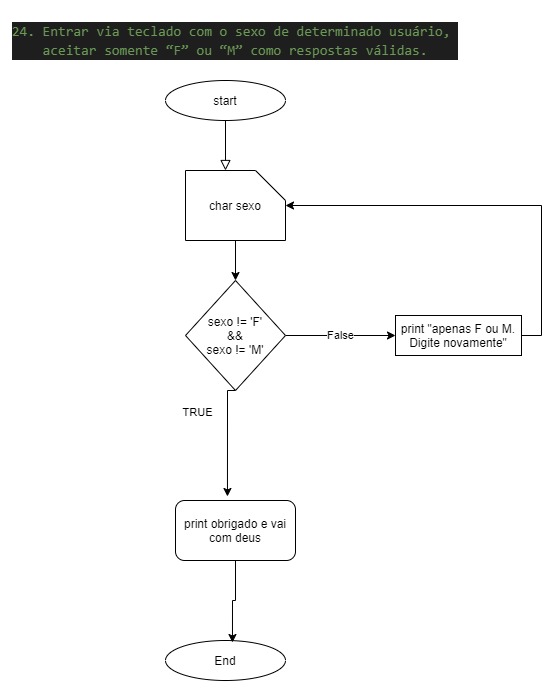 24. Entrar via teclado com o sexo de determinado usuário,
aceitar somente “F” ou “M” como respostas válidas.
start
char sexo
sexo != 'F'
&&
sexo != 'M'
False
print "apenas F ou M.
Digite novamente"
TRUE
print obrigado e vai
com deus
End